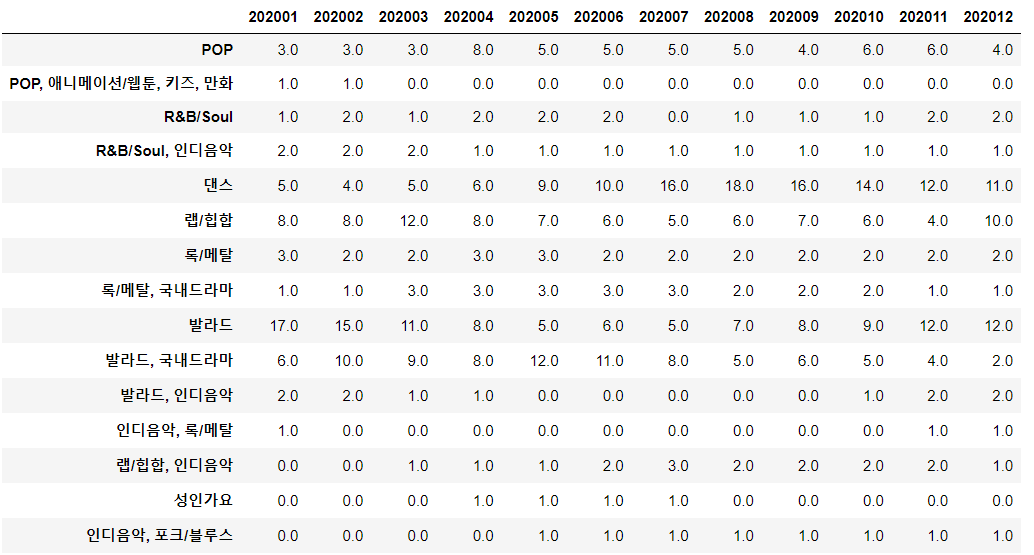 202001 202002 202003 202004 202005 202006 202007 202008 202009 202010 202011 202012
POP 3.0 3.0 3.0 8.0 5.0 5.0 5.0 5.0 4.0 6.0 6.0 4.0
POP, 애니메이션/웹툰, 키즈, 만화 1.0 1.0 0.0 0.0 0.0 0.0 0.0 0.0 0.0 0.0 0.0 0.0
R&B/Soul 1.0 2.0 1.0 2.0 2.0 2.0 0.0 1.0 1.0 1.0 2.0 2.0
R&B/Soul, 인디음악 2.0 2.0 2.0 1.0 1.0 1.0 1.0 1.0 1.0 1.0 1.0 1.0
댄스 5.0 4.0 5.0 6.0 9.0 10.0 16.0 18.0 16.0 14.0 12.0 11.0
랩/힙합 8.0 8.0 12.0 8.0 7.0 6.0 5.0 6.0 7.0 6.0 4.0 10.0
록/메탈 3.0 2.0 2.0 3.0 3.0 2.0 2.0 2.0 2.0 2.0 2.0 2.0
록/메탈, 국내드라마 1.0 1.0 3.0 3.0 3.0 3.0 3.0 2.0 2.0 2.0 1.0 1.0
발라드 17.0 15.0 11.0 8.0 5.0 6.0 5.0 7.0 8.0 9.0 12.0 12.0
발라드, 국내드라마 6.0 10.0 9.0 8.0 12.0 11.0 8.0 5.0 6.0 5.0 4.0 2.0
발라드, 인디음악 2.0 2.0 1.0 1.0 0.0 0.0 0.0 0.0 0.0 1.0 2.0 2.0
인디음악, 록/메탈 1.0 0.0 0.0 0.0 0.0 0.0 0.0 0.0 0.0 0.0 1.0 1.0
랩/힙합, 인디음악 0.0 0.0 1.0 1.0 1.0 2.0 3.0 2.0 2.0 2.0 2.0 1.0
성인가요 0.0 0.0 0.0 1.0 1.0 1.0 1.0 0.0 0.0 0.0 0.0 0.0
인디음악, 포크/블루스 0.0 0.0 0.0 0.0 1.0 1.0 1.0 1.0 1.0 1.0 1.0 1.0